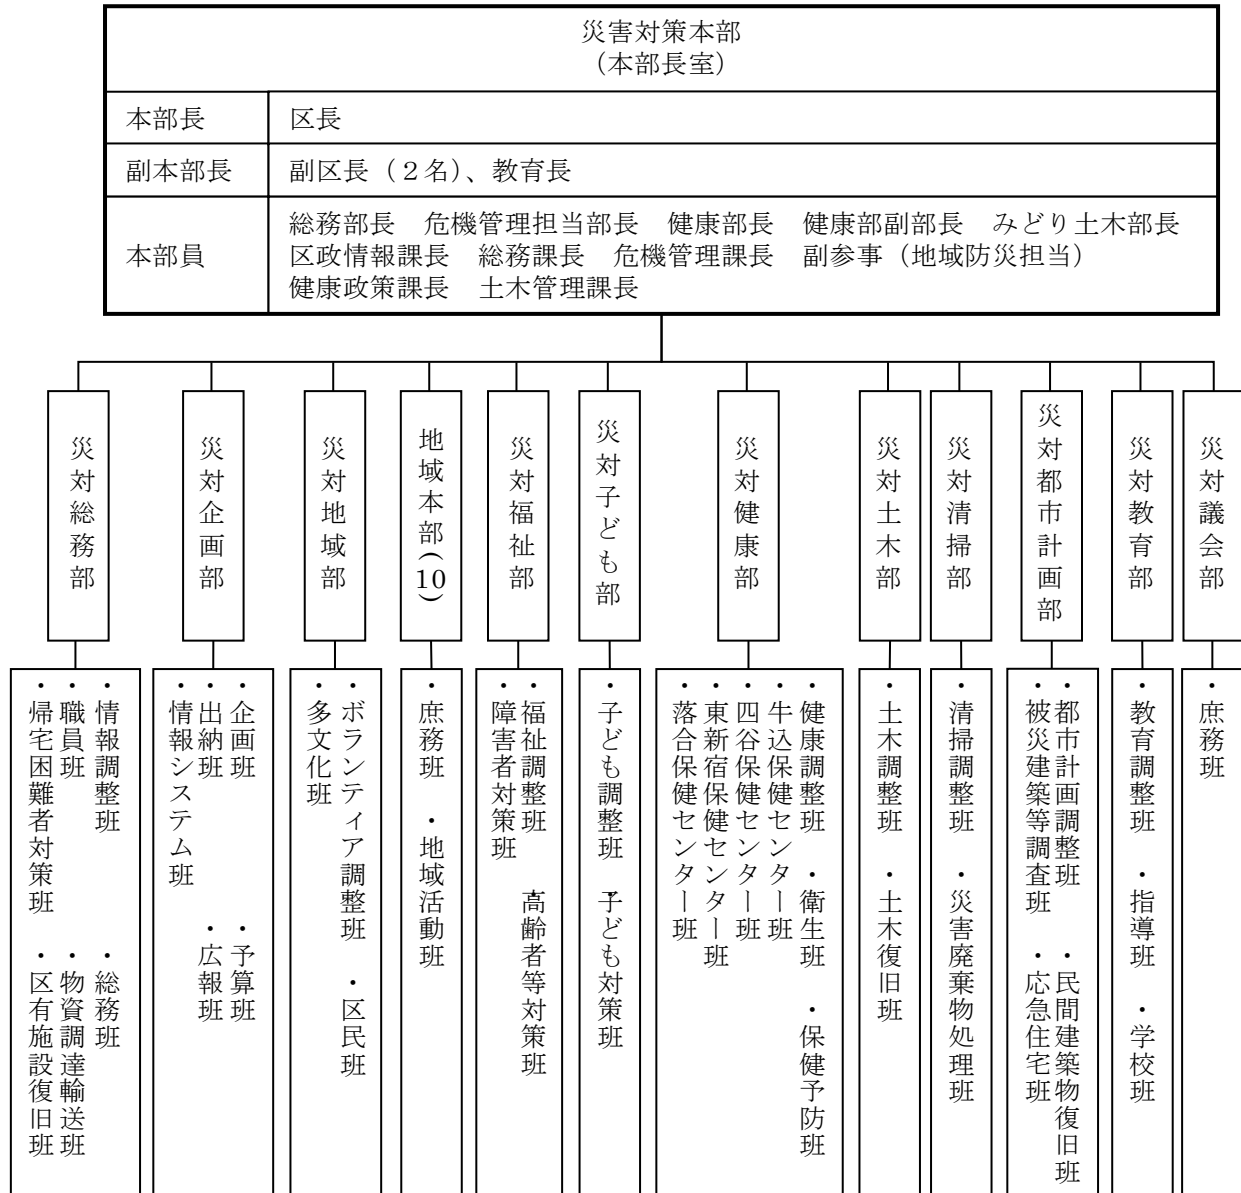 災害対策本部
（本部長室）
本部長
区長
副本部長
副区長（２名）、教育長
本部員
総務部長　危機管理担当部長　健康部長　健康部副部長　みどり土木部長
区政情報課長　総務課長　危機管理課長　副参事（地域防災担当）
健康政策課長　土木管理課長
災対総務部
災対企画部
災対地域部
地域本部(10)
災対福祉部
災対子ども部
災対健康部
災対土木部
災対清掃部
災対都市計画部
災対教育部
災対議会部
・情報調整班　・総務班
・職員班　・物資調達輸送班
・帰宅困難者対策班　・区有施設復旧班
・企画班　・予算班
・出納班　・広報班
・情報システム班
・ボランティア調整班　・区民班
・多文化班
・庶務班　・地域活動班
・福祉調整班　・高齢者等対策班
・障害者対策班
・子ども調整班　・子ども対策班
・健康調整班　・衛生班　・保健予防班
・牛込保健センター班
・四谷保健センター班
・東新宿保健センター班
・落合保健センター班
・土木調整班　・土木復旧班
・清掃調整班　・災害廃棄物処理班
・都市計画調整班　・民間建築物復旧班
・被災建築等調査班　・応急住宅班
・教育調整班　・指導班　・学校班
・庶務班